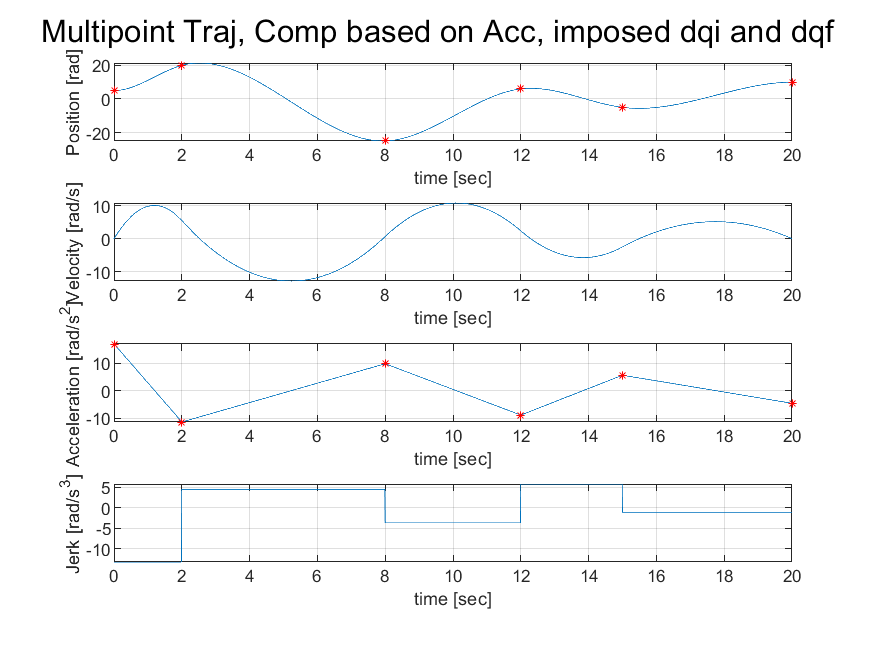 Multipoint Traj, Comp based on Acc, imposed dqi and dqf
Position [rad]
20
0
-20
0 2 4 6 8 10 12 14 16 18 20
time [sec]
Velocity [rad/s]
10
0
-10
0 2 4 6 8 10 12 14 16 18 20
time [sec]
Acceleration [rad/s^2]
10
0
-10
0 2 4 6 8 10 12 14 16 18 20
time [sec]
Jerk [rad/s^3]
5
0
-5
-10
0 2 4 6 8 10 12 14 16 18 20
time [sec]